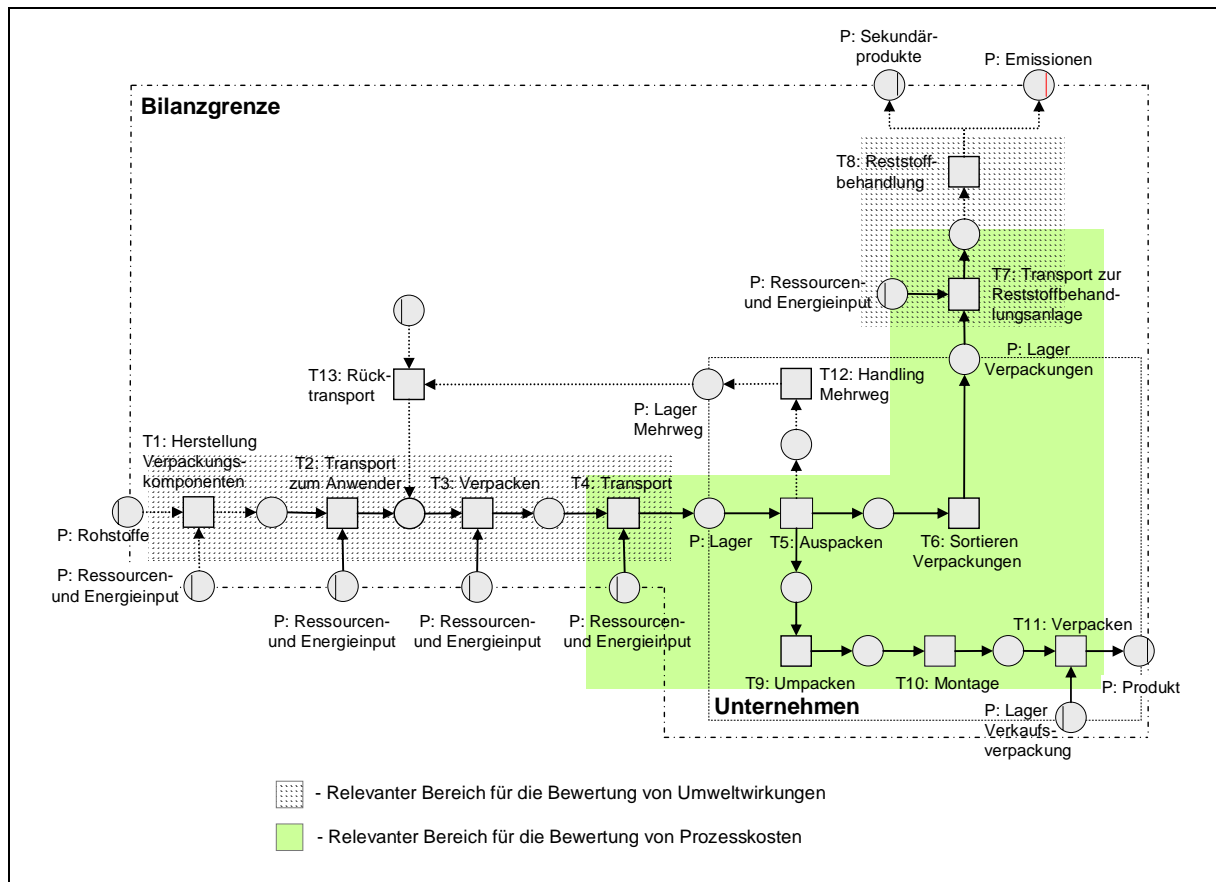 P: Sekundär-
produkte
P: Emissionen
Bilanzgrenze
T8: Reststoff-
behandlung
P: Ressourcen-
und Energieinput
T7: Transport zur
Reststoffbehand-
lungsanlage
P: Lager
Verpackungen
T13: Rück-
transport
T12: Handling
Mehrweg
P: Lager
Mehrweg
T1: Herstellung
Verpackungs-
komponenten
T2: Transport
zum Anwender
T3: Verpacken
T4: Transport
P: Rohstoffe
P: Lager
T5: Auspacken
T6: Sortieren
Verpackungen
P: Ressourcen-
und Energieinput
P: Ressourcen-
und Energieinput
P: Ressourcen-
und Energieinput
P: Ressourcen-
und Energieinput
T11: Verpacken
T9: Umpacken
T10: Montage
P: Produkt
Unternehmen
P: Lager
Verkaufs-
verpackung
- Relevanter Bereich für die Bewertung von Umweltwirkungen
- Relevanter Bereich für die Bewertung von Prozesskosten